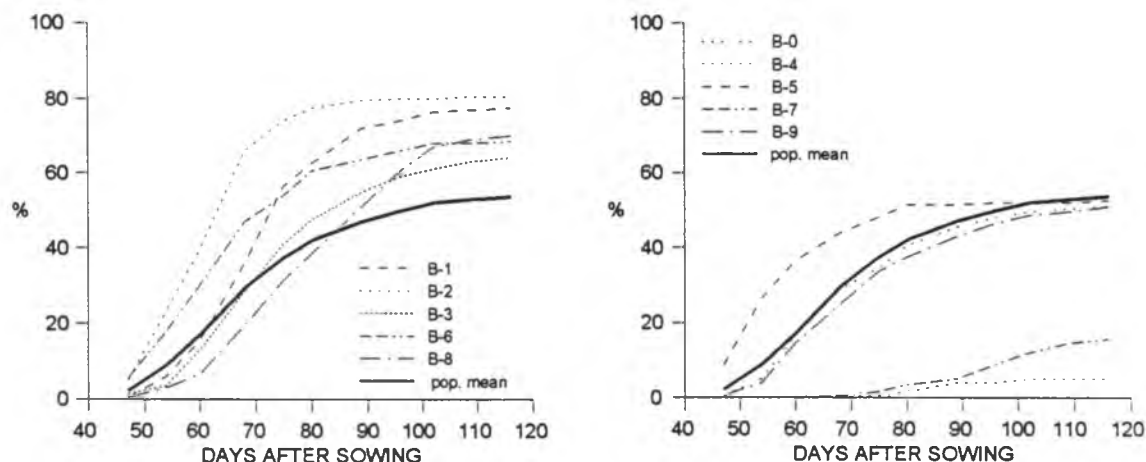 100
80
60
%
40
20
0
B-1
B-2
B-3
B-6
B-8
pop. mean
40 50 60 70 80 90 100 110 120
DAYS AFTER SOWING
100
80
60
%
40
20
0
B-0
B-4
B-5
B-7
B-9
pop. mean
40 50 60 70 80 90 100 110 120
DAYS AFTER SOWING